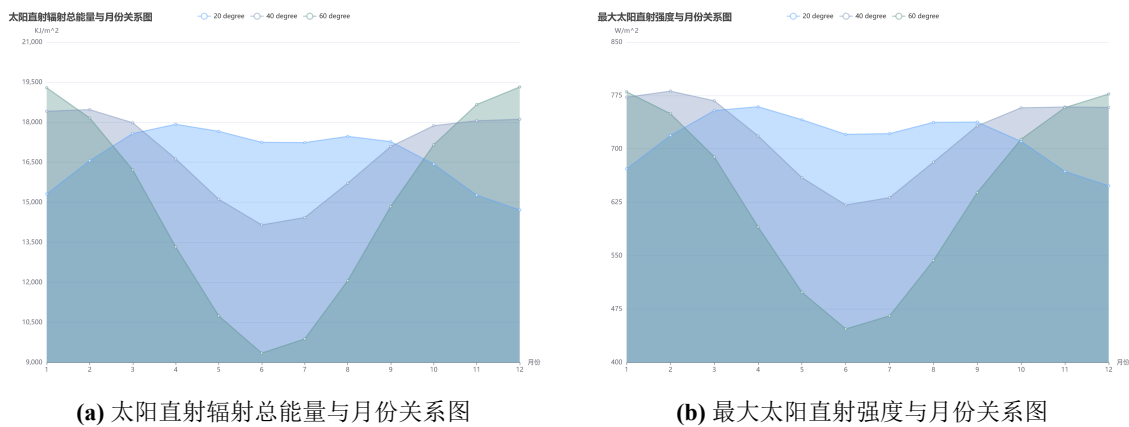 太阳直射辐射总能量与月份关系图
20 degree 40 degree 60 degree
KJ/m^2
21,000
19,500
18,000
16,500
15,000
13,500
12,000
10,500
9,000
1 2 3 4 5 6 7 8 9 10 11 12
月份
(a) 太阳直射辐射总能量与月份关系图
最大太阳直射强度与月份关系图
20 degree 40 degree 60 degree
W/m^2
850
775
700
625
550
475
400
1 2 3 4 5 6 7 8 9 10 11 12
月份
(b) 最大太阳直射强度与月份关系图